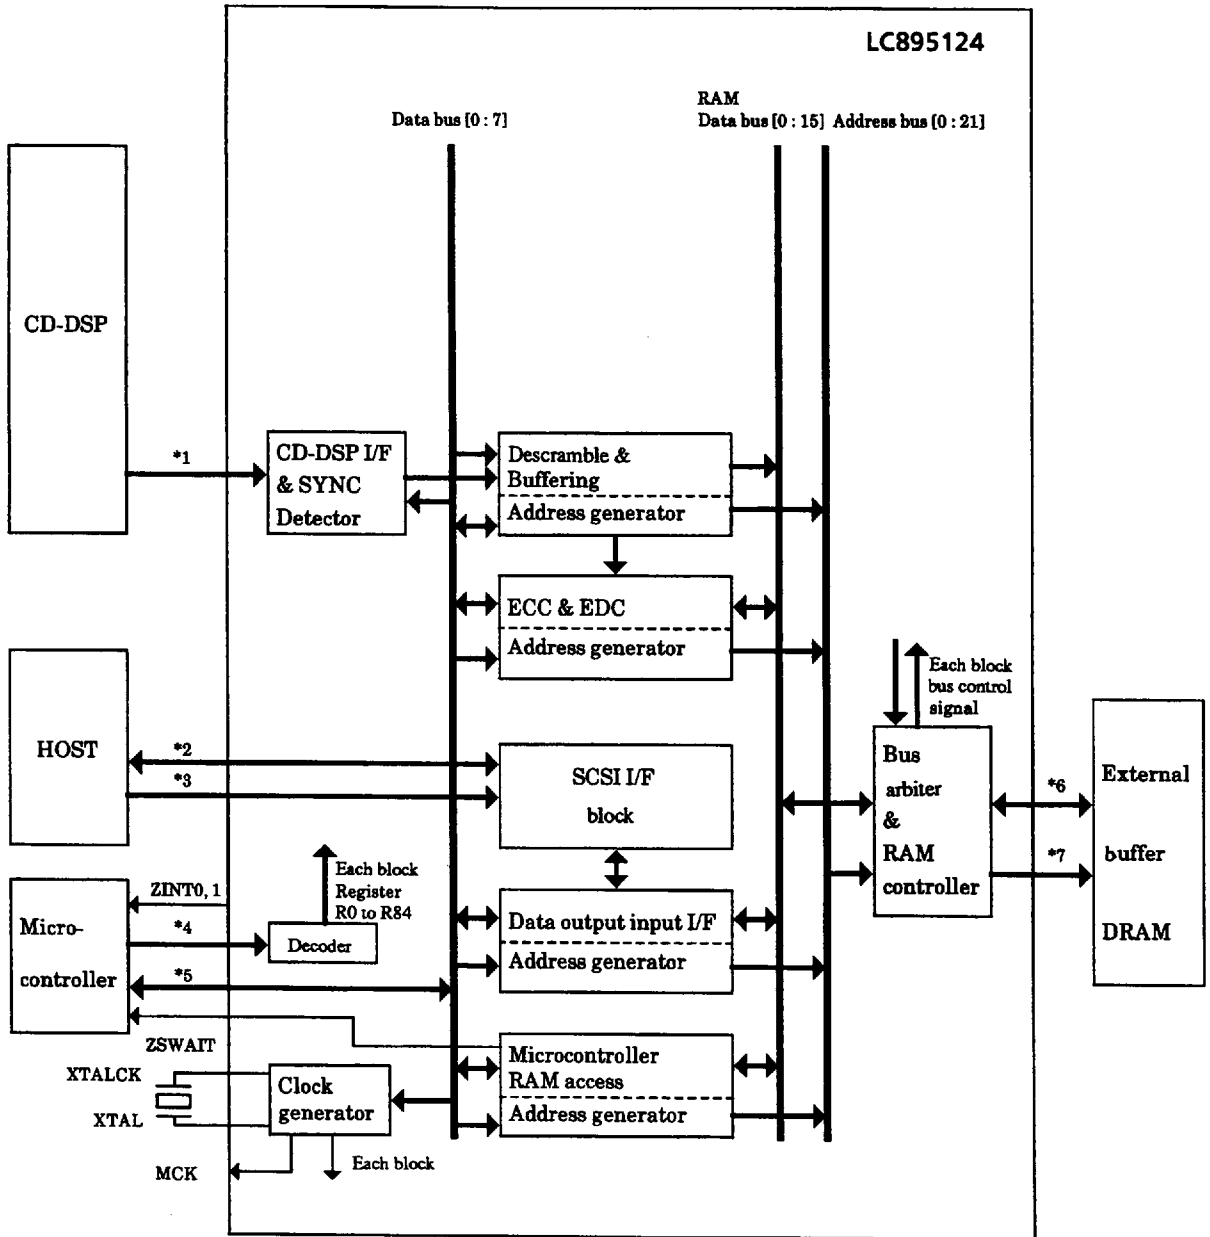 LC895124
RAM
Data bus [0 : 7]
Data bus [0 : 15] Address bus [0 : 21]
CD-DSP
*1
CD-DSP I/F
& SYNC
Detector
Descramble &
Buffering
Address generator
ECC & EDC
Address generator
Each block
bus control
signal
HOST
*2
*3
SCSI I/F
block
Bus
arbiter
&
RAM
controller
*6
*7
External
buffer
DRAM
Each block
Register
R0 to R84
ZINT0, 1
Micro-
controller
*4
Decoder
*5
Data output input I/F
Address generator
ZSWAIT
Microcontroller
RAM access
Address generator
XTALCK
XTAL
Clock
generator
MCK
Each block